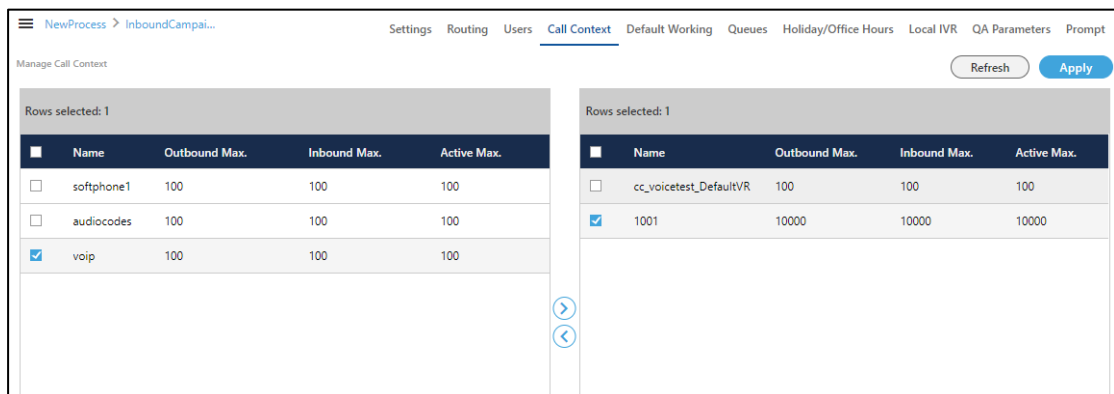 NewProcess > InboundCampai...
Settings Routing Users Call Context Default Working Queues Holiday/Office Hours Local IVR QA Parameters Prompt
Manage Call Context
Refresh Apply
Rows selected: 1
Name Outbound Max. Inbound Max. Active Max.
softphone1 100 100 100
audiocodes 100 100 100
voip 100 100 100
Rows selected: 1
Name Outbound Max. Inbound Max. Active Max.
cc_voicetest_DefaultVR 100 100 100
1001 10000 10000 10000